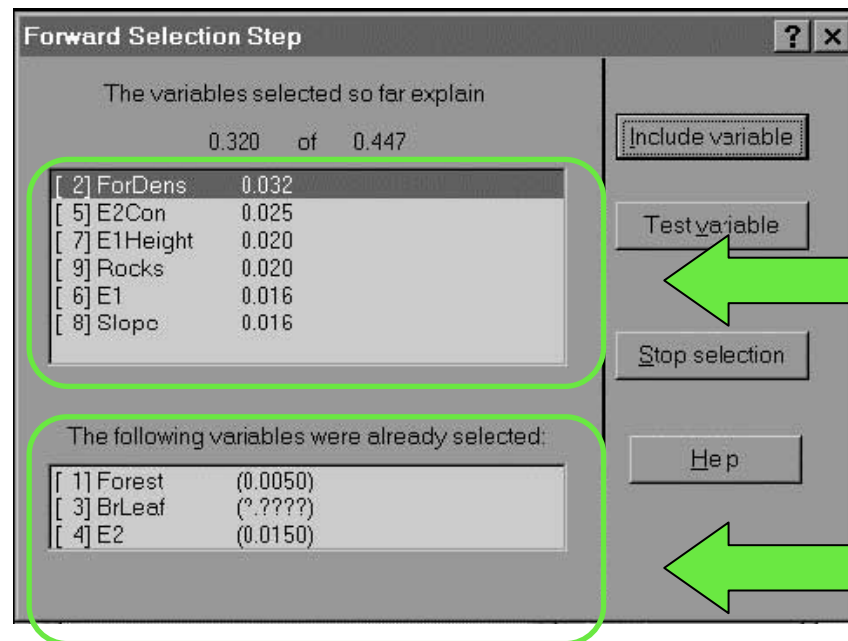 Forward Selection Step
The variables selected so far explain
0.320 of 0.447
[ 2] ForDens 0.032
[ 5] E2Con 0.025
[ 7] E1Height 0.020
[ 9] Rocks 0.020
[ 6] E1 0.016
[ 8] Slope 0.016
The following variables were already selected:
[ 1] Forest (0.0050)
[ 3] BrLeaf (?.????)
[ 4] E2 (0.0150)
Include variable
Test variable
Stop selection
Help